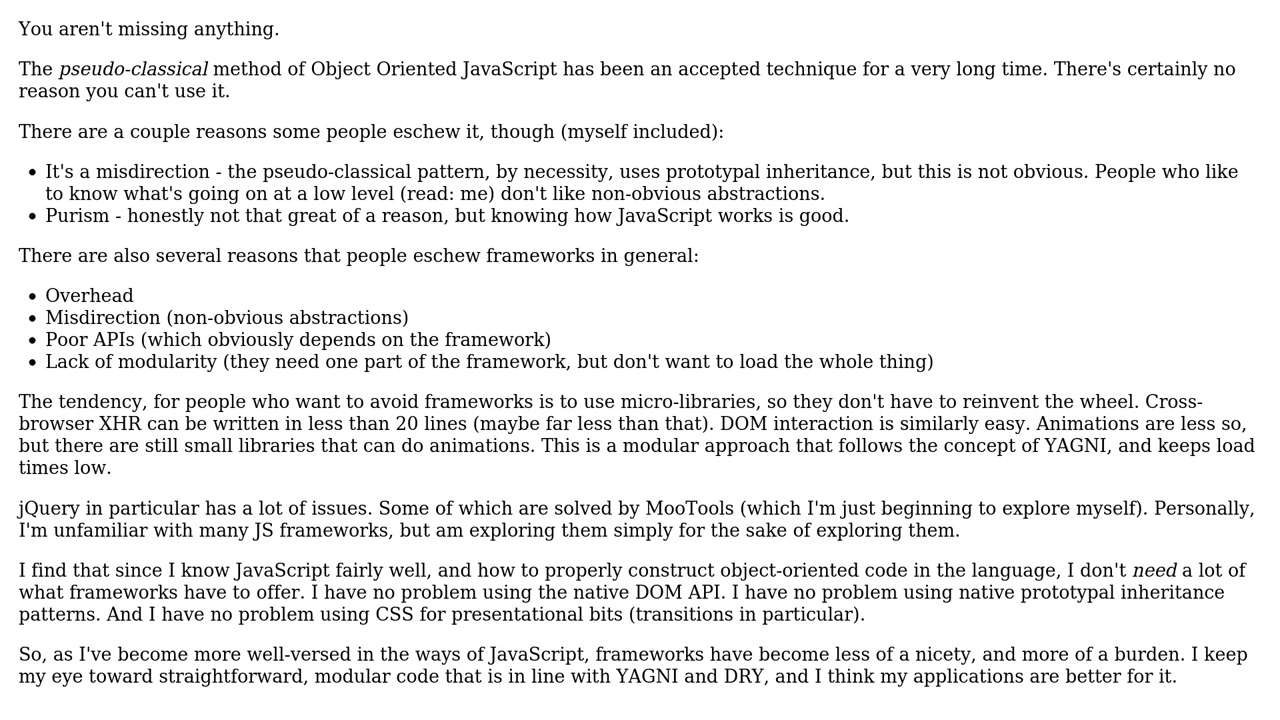 You aren't missing anything.
The pseudo-classical method of Object Oriented JavaScript has been an accepted technique for a very long time. There's certainly no
reason you can't use it.
There are a couple reasons some people eschew it, though (myself included):
• It's a misdirection - the pseudo-classical pattern, by necessity, uses prototypal inheritance, but this is not obvious. People who like
to know what's going on at a low level (read: me) don't like non-obvious abstractions.
• Purism - honestly not that great of a reason, but knowing how JavaScript works is good.
There are also several reasons that people eschew frameworks in general:
• Overhead
• Misdirection (non-obvious abstractions)
• Poor APIs (which obviously depends on the framework)
• Lack of modularity (they need one part of the framework, but don't want to load the whole thing)
The tendency, for people who want to avoid frameworks is to use micro-libraries, so they don't have to reinvent the wheel. Cross-
browser XHR can be written in less than 20 lines (maybe far less than that). DOM interaction is similarly easy. Animations are less so,
but there are still small libraries that can do animations. This is a modular approach that follows the concept of YAGNI, and keeps load
times low.
jQuery in particular has a lot of issues. Some of which are solved by MooTools (which I'm just beginning to explore myself). Personally,
I'm unfamiliar with many JS frameworks, but am exploring them simply for the sake of exploring them.
I find that since I know JavaScript fairly well, and how to properly construct object-oriented code in the language, I don't need a lot of
what frameworks have to offer. I have no problem using the native DOM API. I have no problem using native prototypal inheritance
patterns. And I have no problem using CSS for presentational bits (transitions in particular).
So, as I've become more well-versed in the ways of JavaScript, frameworks have become less of a nicety, and more of a burden. I keep
my eye toward straightforward, modular code that is in line with YAGNI and DRY, and I think my applications are better for it.